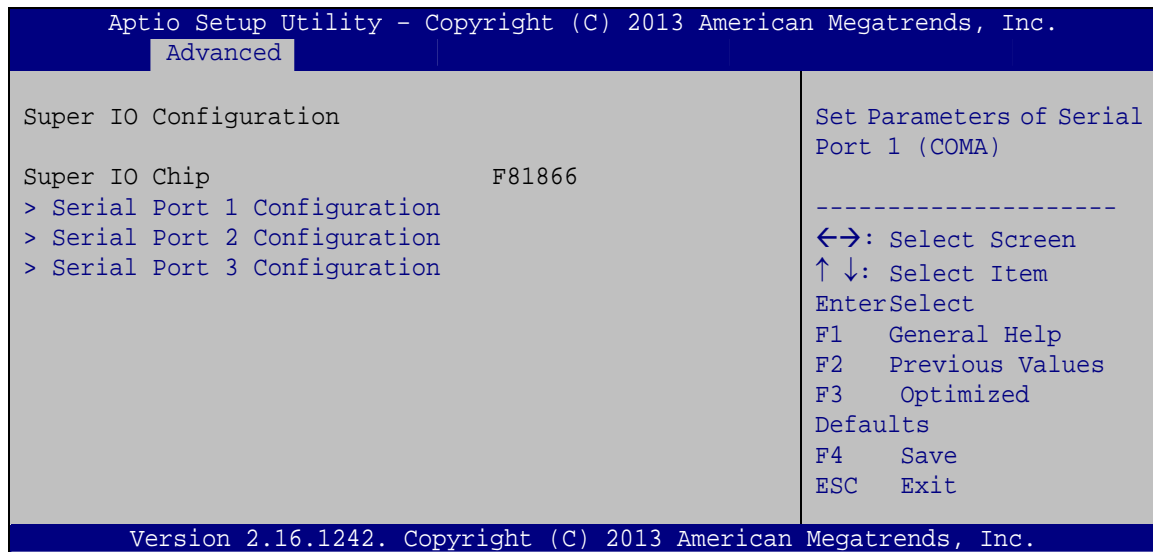 Aptio Setup Utility – Copyright (C) 2013 American Megatrends, Inc.
Advanced
Super IO Configuration
Super IO Chip F81866
> Serial Port 1 Configuration
> Serial Port 2 Configuration
> Serial Port 3 Configuration
Set Parameters of Serial
Port 1 (COMA)
---------------------
←→: Select Screen
↑ ↓: Select Item
EnterSelect
F1 General Help
F2 Previous Values
F3 Optimized
Defaults
F4 Save
ESC Exit
Version 2.16.1242. Copyright (C) 2013 American Megatrends, Inc.